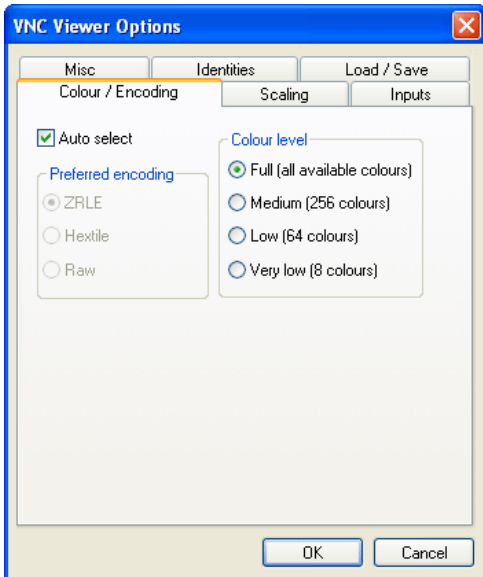 VNC Viewer Options
Misc
Identities
Load / Save
Colour / Encoding
Scaling
Inputs
Auto select
Preferred encoding
ZRLE
Hextile
Raw
Colour level
Full (all available colours)
Medium (256 colours)
Low (64 colours)
Very low (8 colours)
OK
Cancel